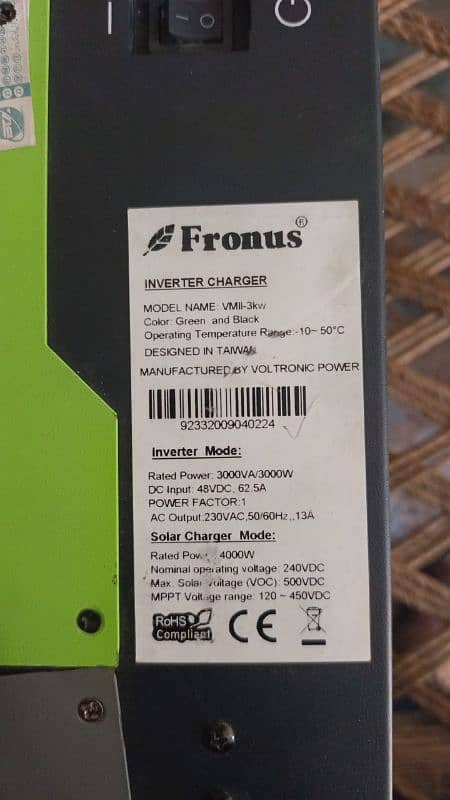 Fronus®
INVERTER CHARGER
MODEL NAME: VMII-3kw
Color: Green and Black
Operating Temperature Range:-10~ 50°C
DESIGNED IN TAIWAN
MANUFACTURED BY VOLTRONIC POWER
92332009040224
Inverter Mode:
Rated Power: 3000VA/3000W
DC Input: 48VDC, 62.5A
POWER FACTOR:1
AC Output:230VAC,50/60Hz,,13A
Solar Charger Mode:
Rated Power 4000W
Nominal operating voltage: 240VDC
Max. Solar Voltage (VOC): 500VDC
MPPT Voltage range: 120 ~ 450VDC
RoHS
Compliant
CE